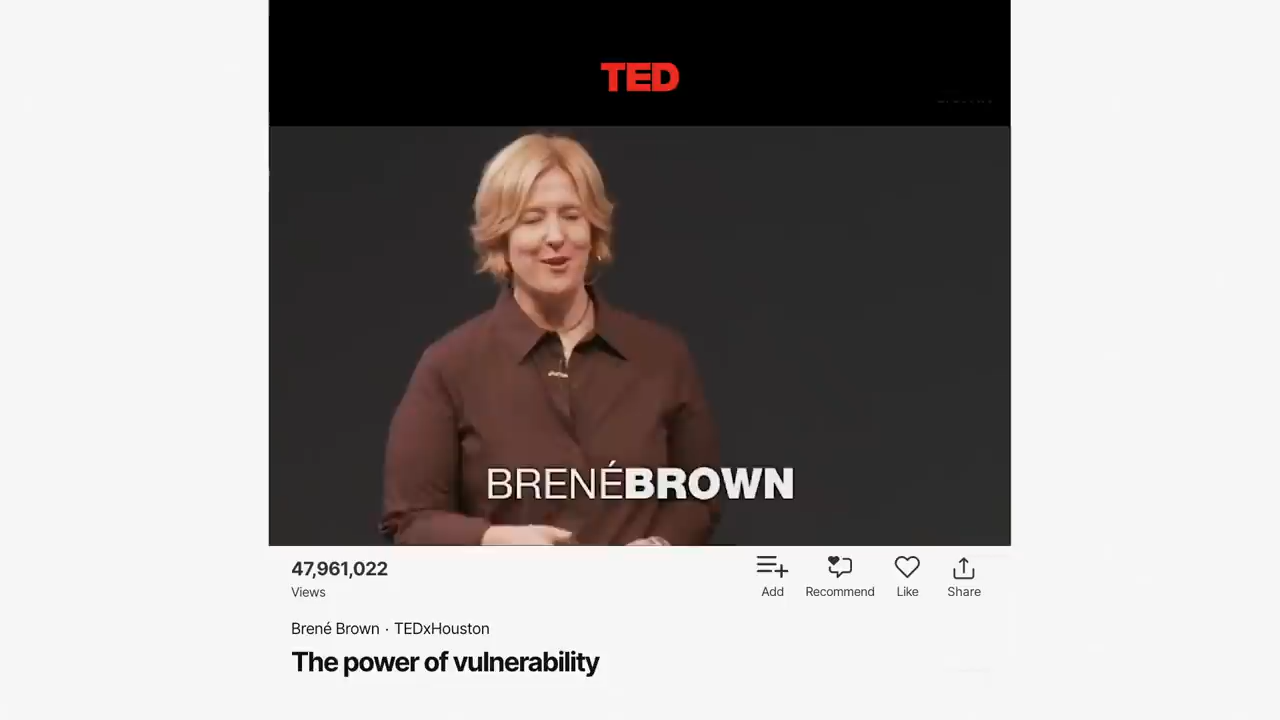 TED
BRENÉBROWN
47,961,022
Views
Add
Recommend
Like
Share
Brené Brown · TEDxHouston
The power of vulnerability